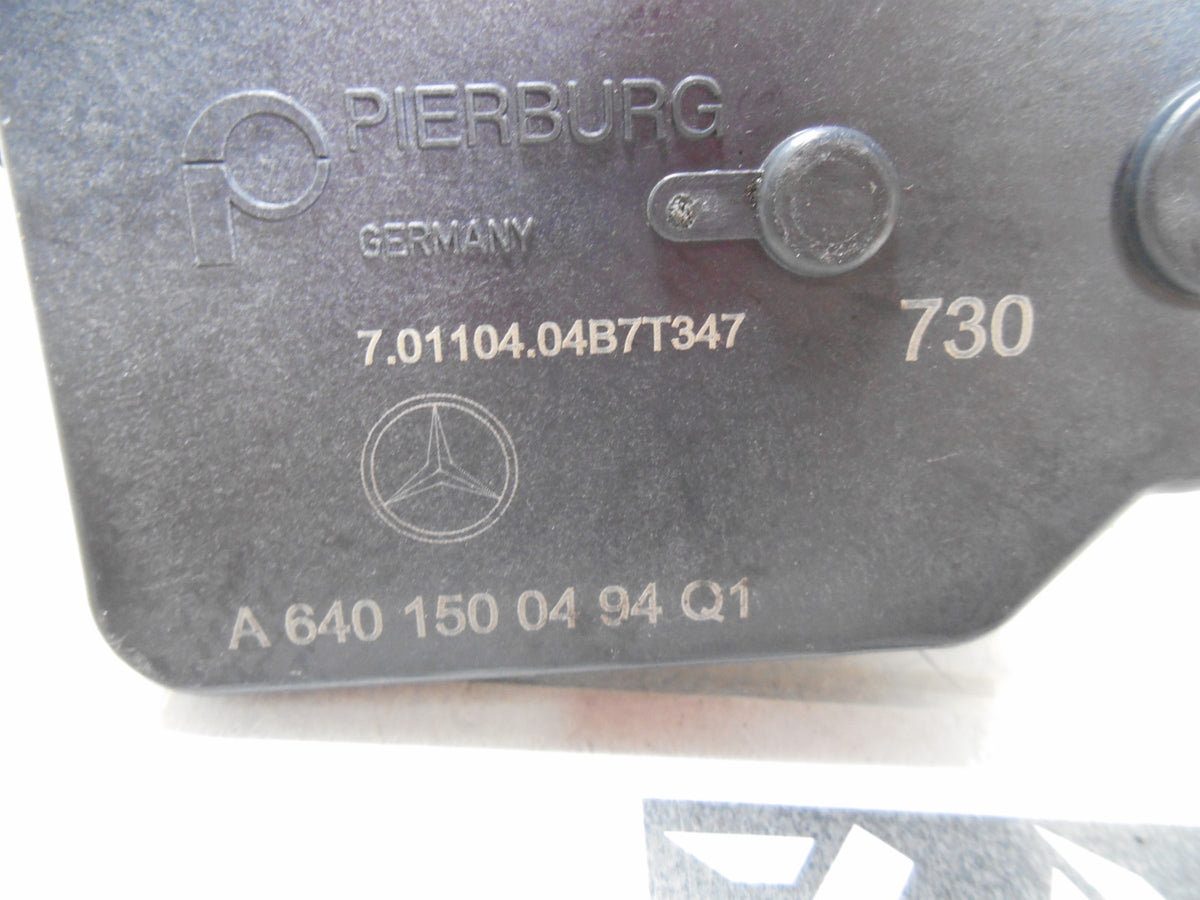 PIERBURG
GERMANY
7.01104.04B7T347
730
A 640 150 04 94 Q1